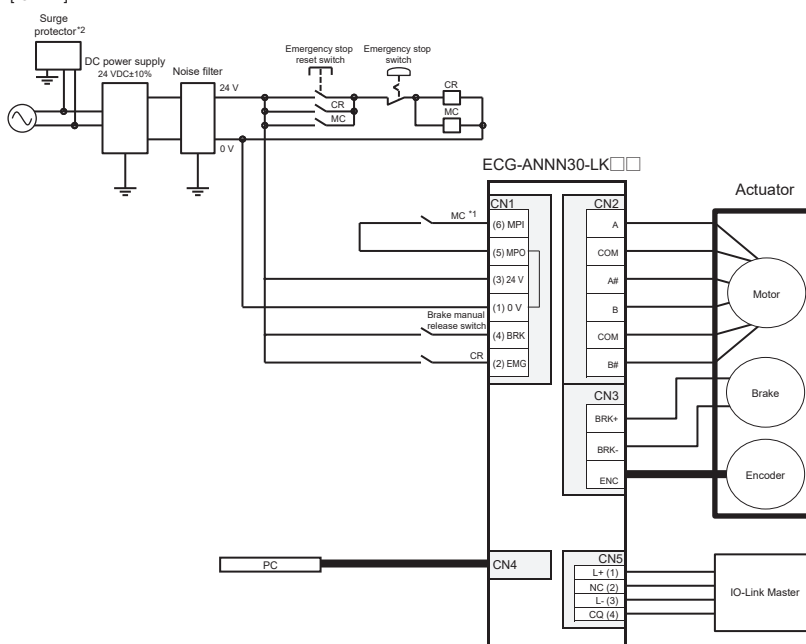 Surge
protector*2
DC power supply
24 VDC±10%
Noise filter
24 V
0 V
Emergency stop
reset switch
Emergency stop
switch
CR
MC
CR
MC
ECG-ANNN30-LK□□
CN1
MC *1
(6) MPI
(5) MPO
(3) 24 V
(1) 0 V
Brake manual
release switch
(4) BRK
CR
(2) EMG
CN2
A
COM
A#
B
COM
B#
CN3
BRK+
BRK-
ENC
Actuator
Motor
Brake
Encoder
PC
CN4
CN5
L+ (1)
NC (2)
L- (3)
CQ (4)
IO-Link Master